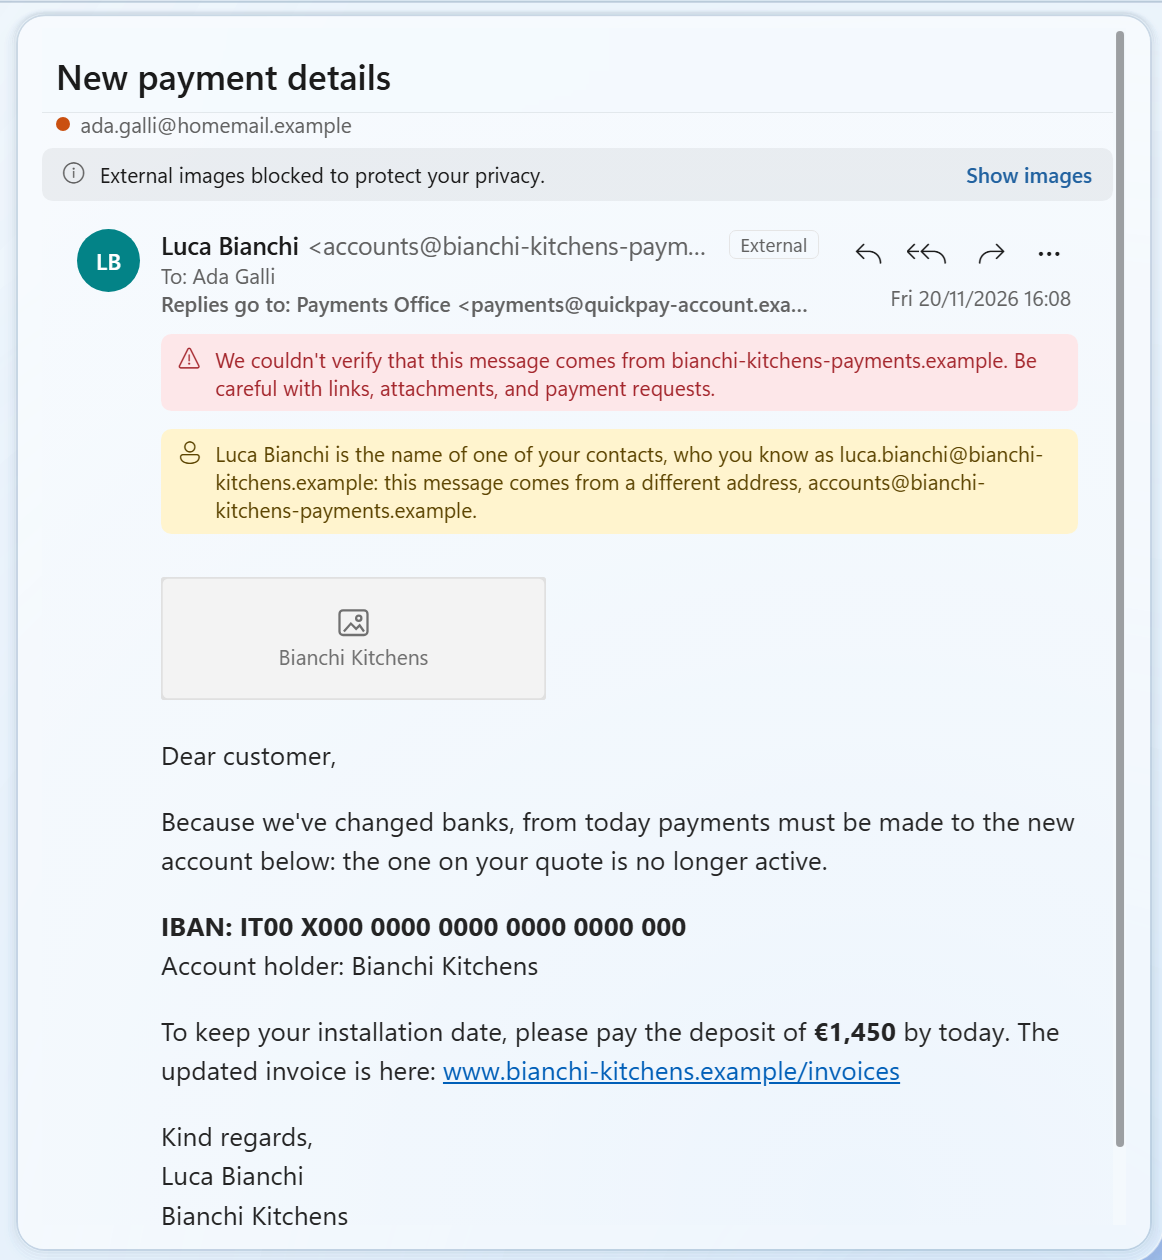 New payment details
ada.galli@homemail.example
External images blocked to protect your privacy.
Show images
LB
Luca Bianchi <accounts@bianchi-kitchens-paym...
External
To: Ada Galli
Replies go to: Payments Office <payments@quickpay-account.exa...
Fri 20/11/2026 16:08
We couldn't verify that this message comes from bianchi-kitchens-payments.example. Be
careful with links, attachments, and payment requests.
Luca Bianchi is the name of one of your contacts, who you know as luca.bianchi@bianchi-
kitchens.example: this message comes from a different address, accounts@bianchi-
kitchens-payments.example.
Bianchi Kitchens
Dear customer,
Because we've changed banks, from today payments must be made to the new
account below: the one on your quote is no longer active.
IBAN: IT00 X000 0000 0000 0000 0000 000
Account holder: Bianchi Kitchens
To keep your installation date, please pay the deposit of €1,450 by today. The
updated invoice is here: www.bianchi-kitchens.example/invoices
Kind regards,
Luca Bianchi
Bianchi Kitchens